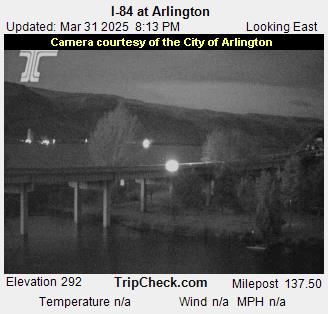 I-84 at Arlington
Updated: Mar 31 2025 8:13 PM Looking East
Camera courtesy of the City of Arlington
Elevation 292 TripCheck.com Milepost 137.50
Temperature n/a Wind n/a MPH n/a